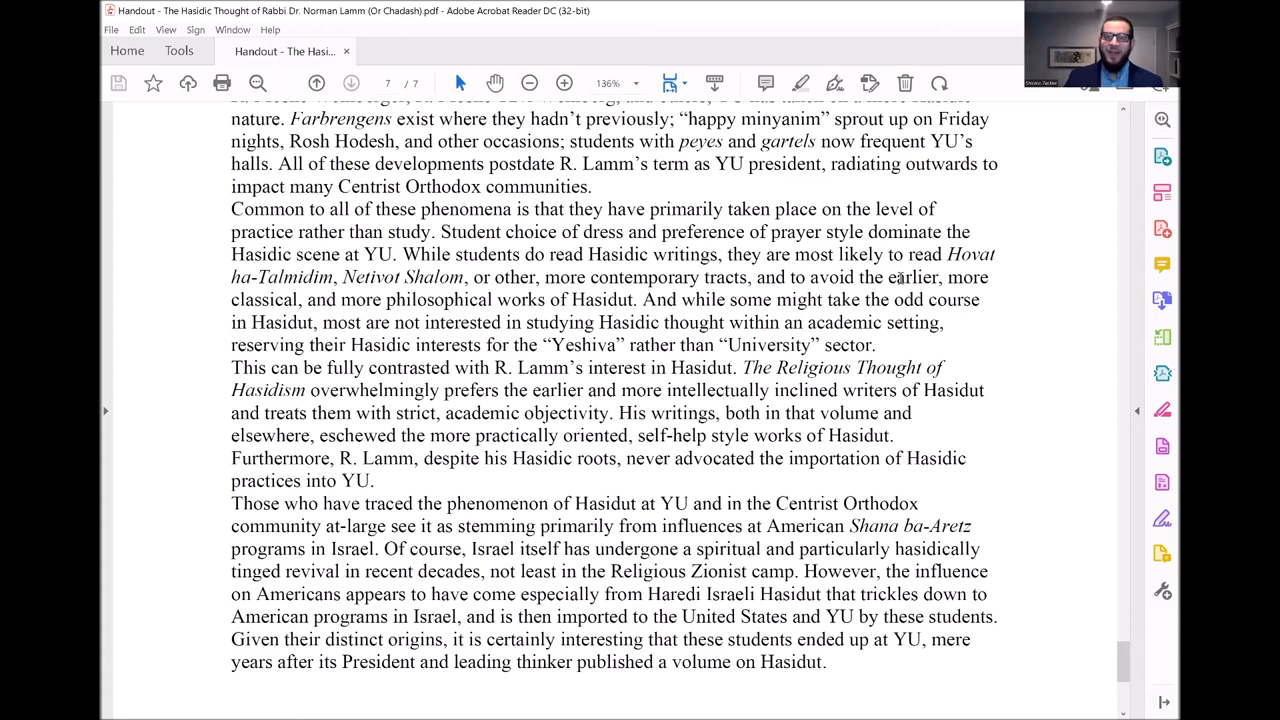 Handout - The Hasidic Thought of Rabbi Dr. Norman Lamm (Or Chadash).pdf - Adobe Acrobat Reader DC (32-bit)
File Edit View Sign Window Help
Home Tools Handout - The Hasi... ×
7 / 7 136%
nature. Farbrengens exist where they hadn’t previously; “happy minyanim” sprout up on Friday
nights, Rosh Hodesh, and other occasions; students with peyes and gartels now frequent YU’s
halls. All of these developments postdate R. Lamm’s term as YU president, radiating outwards to
impact many Centrist Orthodox communities.
Common to all of these phenomena is that they have primarily taken place on the level of
practice rather than study. Student choice of dress and preference of prayer style dominate the
Hasidic scene at YU. While students do read Hasidic writings, they are most likely to read Hovat
ha-Talmidim, Netivot Shalom, or other, more contemporary tracts, and to avoid the earlier, more
classical, and more philosophical works of Hasidut. And while some might take the odd course
in Hasidut, most are not interested in studying Hasidic thought within an academic setting,
reserving their Hasidic interests for the “Yeshiva” rather than “University” sector.
This can be fully contrasted with R. Lamm’s interest in Hasidut. The Religious Thought of
Hasidism overwhelmingly prefers the earlier and more intellectually inclined writers of Hasidut
and treats them with strict, academic objectivity. His writings, both in that volume and
elsewhere, eschewed the more practically oriented, self-help style works of Hasidut.
Furthermore, R. Lamm, despite his Hasidic roots, never advocated the importation of Hasidic
practices into YU.
Those who have traced the phenomenon of Hasidut at YU and in the Centrist Orthodox
community at-large see it as stemming primarily from influences at American Shana ba-Aretz
programs in Israel. Of course, Israel itself has undergone a spiritual and particularly hasidically
tinged revival in recent decades, not least in the Religious Zionist camp. However, the influence
on Americans appears to have come especially from Haredi Israeli Hasidut that trickles down to
American programs in Israel, and is then imported to the United States and YU by these students.
Given their distinct origins, it is certainly interesting that these students ended up at YU, mere
years after its President and leading thinker published a volume on Hasidut.